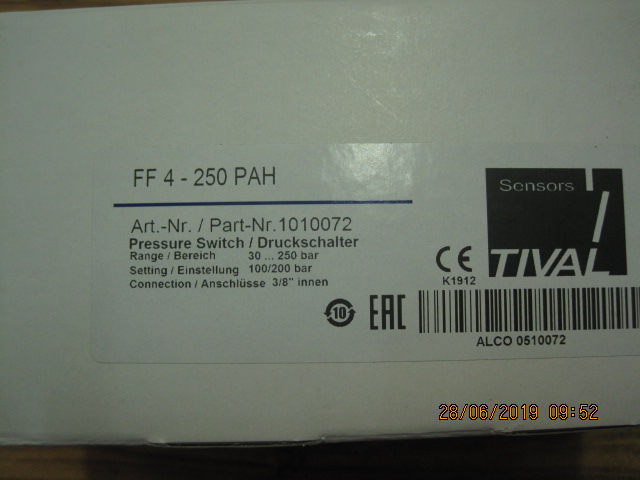 FF 4 - 250 PAH
Art.-Nr. / Part-Nr.1010072
Pressure Switch / Druckschalter
Range / Bereich 30 ... 250 bar
Setting / Einstellung 100/200 bar
Connection / Anschlüsse 3/8" innen
Sensors
TIVAL
CE
K1912
10
EAC
ALCO 0510072
28/06/2019 09:52